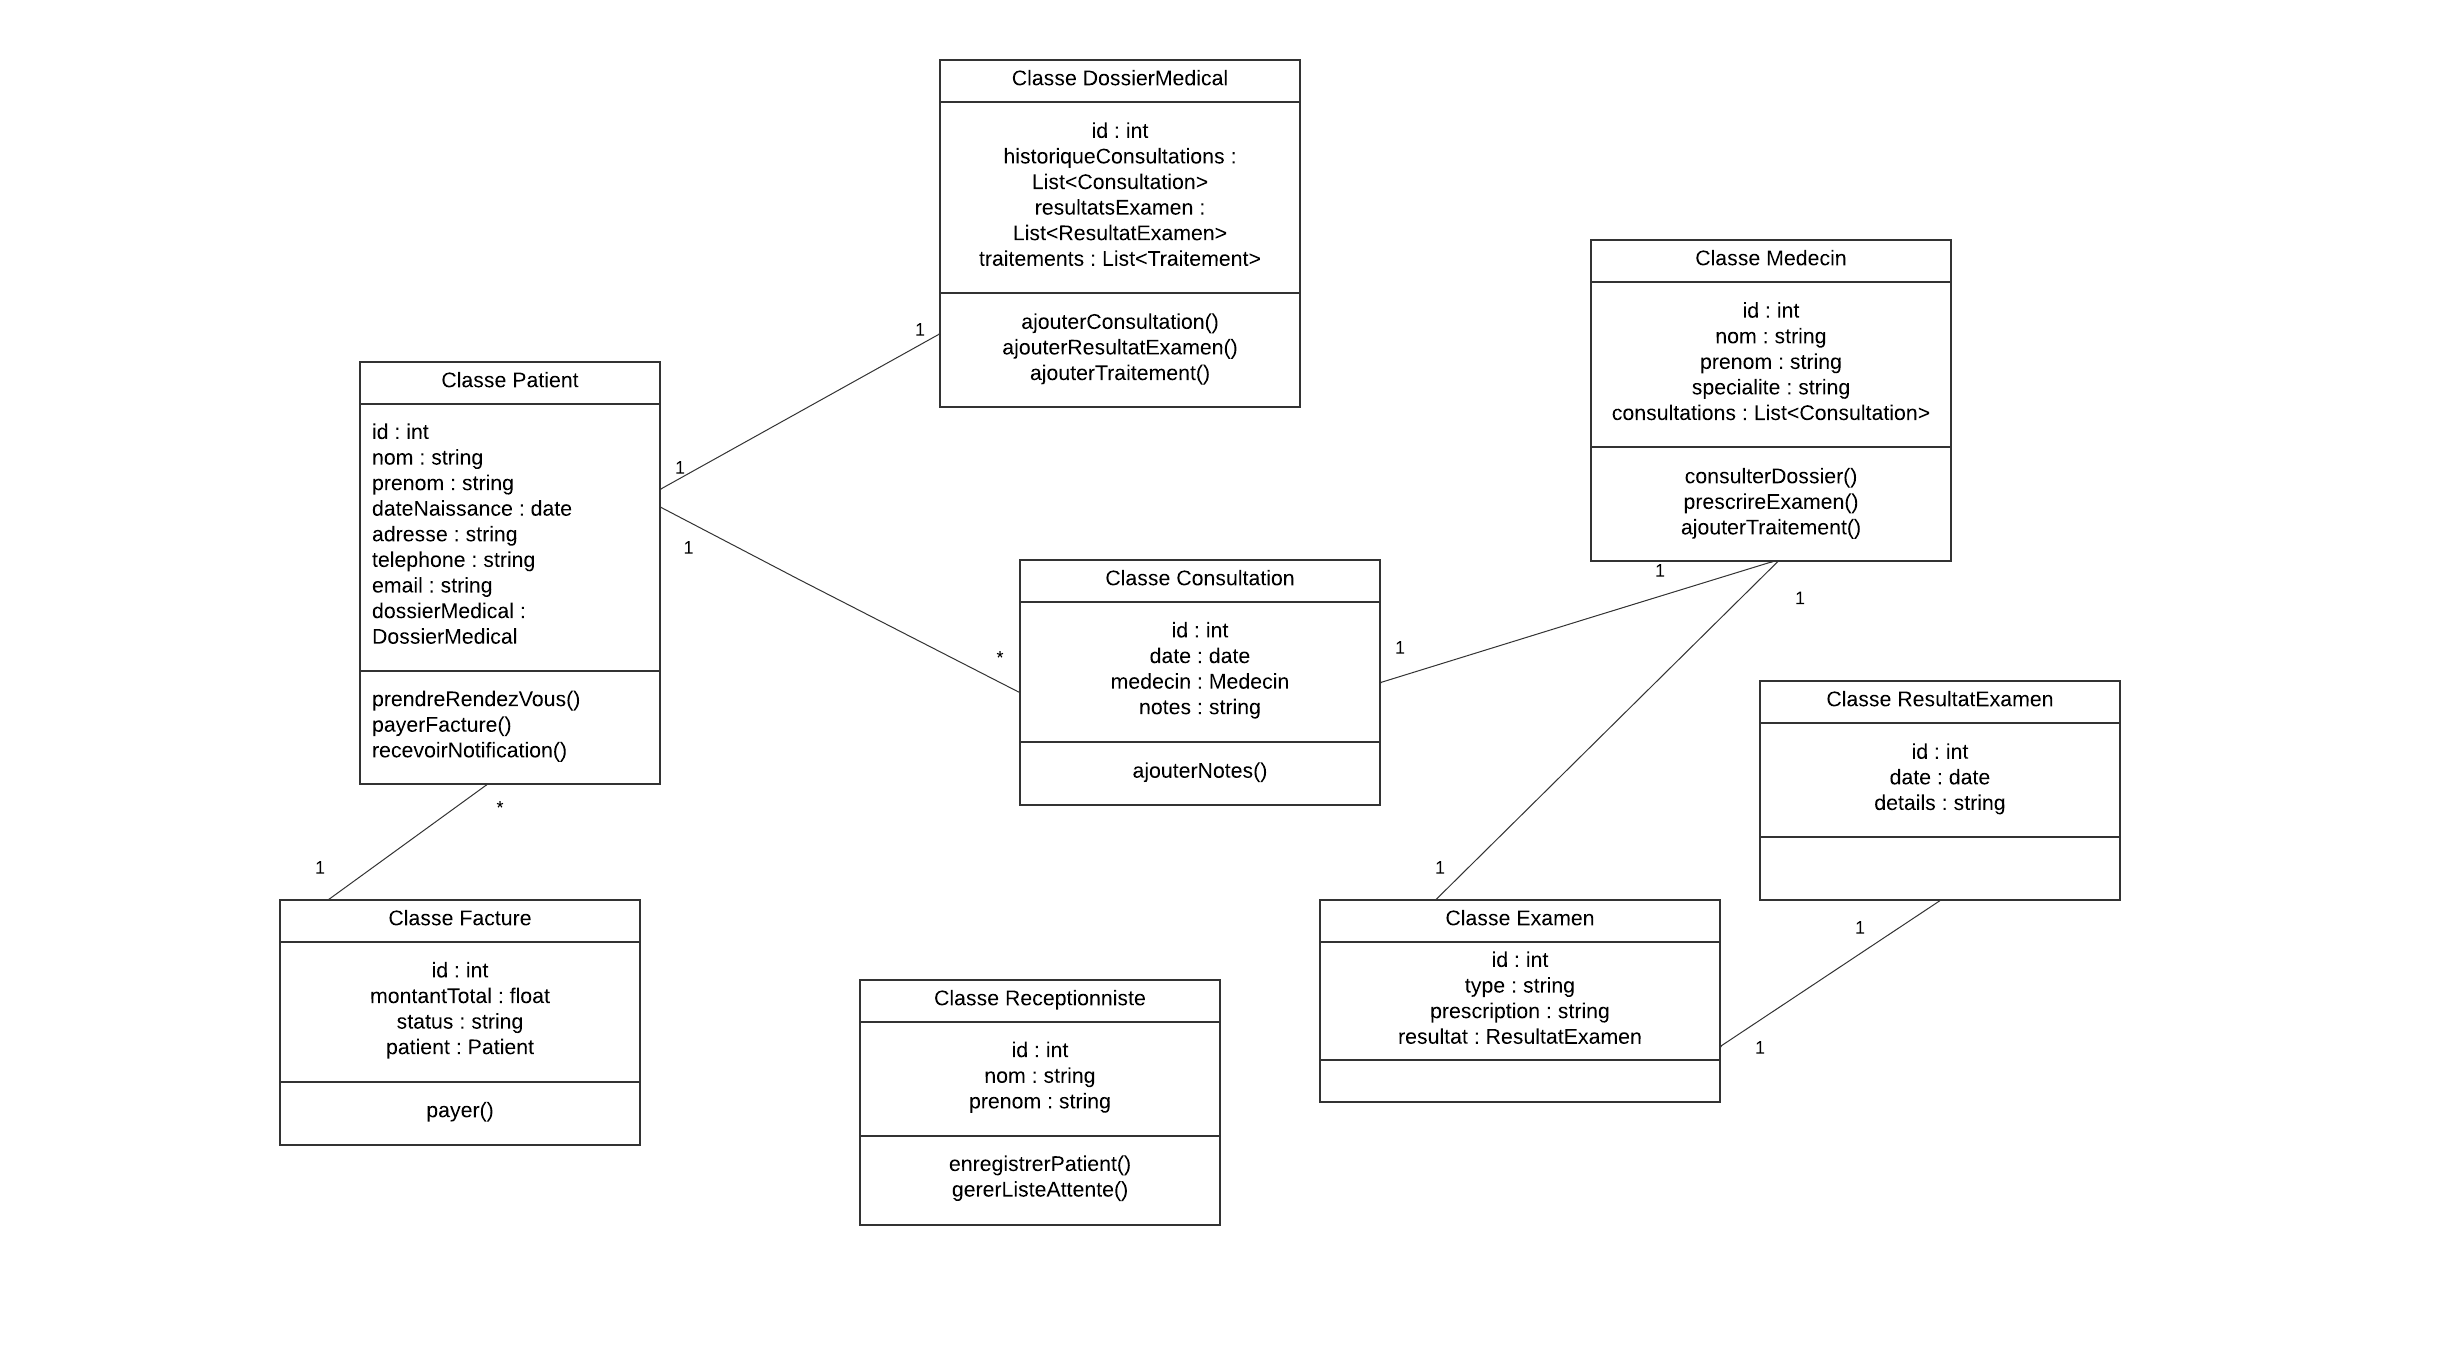 Classe DossierMedical
id : int
historiqueConsultations :
List<Consultation>
resultatsExamen :
List<ResultatExamen>
traitements : List<Traitement>
ajouterConsultation()
ajouterResultatExamen()
ajouterTraitement()
1
1
Classe Patient
id : int
nom : string
prenom : string
dateNaissance : date
adresse : string
telephone : string
email : string
dossierMedical :
DossierMedical
prendreRendezVous()
payerFacture()
recevoirNotification()
1
*
Classe Consultation
id : int
date : date
medecin : Medecin
notes : string
ajouterNotes()
1
1
Classe Medecin
id : int
nom : string
prenom : string
specialite : string
consultations : List<Consultation>
consulterDossier()
prescrireExamen()
ajouterTraitement()
1
1
Classe ResultatExamen
id : int
date : date
details : string
1
1
Classe Examen
id : int
type : string
prescription : string
resultat : ResultatExamen
*
1
Classe Facture
id : int
montantTotal : float
status : string
patient : Patient
payer()
Classe Receptionniste
id : int
nom : string
prenom : string
enregistrerPatient()
gererListeAttente()